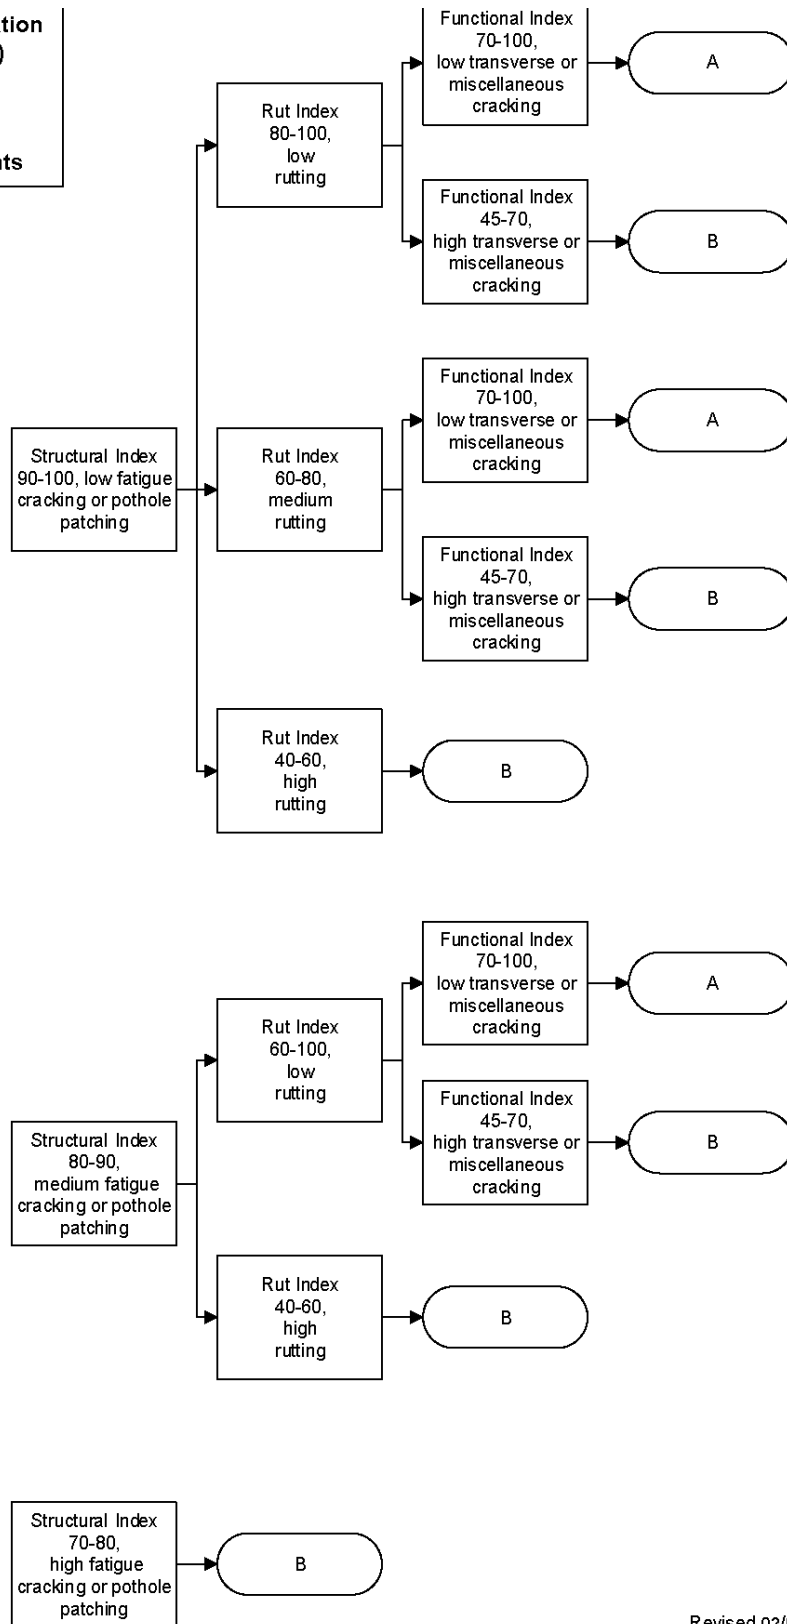 tion
)
nts
Functional Index
70-100,
low transverse or
miscellaneous
cracking
A
Rut Index
80-100,
low
rutting
Functional Index
45-70,
high transverse or
miscellaneous
cracking
B
Functional Index
70-100,
low transverse or
miscellaneous
cracking
A
Structural Index
90-100, low fatigue
cracking or pothole
patching
Rut Index
60-80,
medium
rutting
Functional Index
45-70,
high transverse or
miscellaneous
cracking
B
Rut Index
40-60,
high
rutting
B
Functional Index
70-100,
low transverse or
miscellaneous
cracking
A
Rut Index
60-100,
low
rutting
Functional Index
45-70,
high transverse or
miscellaneous
cracking
B
Structural Index
80-90,
medium fatigue
cracking or pothole
patching
Rut Index
40-60,
high
rutting
B
Structural Index
70-80,
high fatigue
cracking or pothole
patching
B
Revised 02/